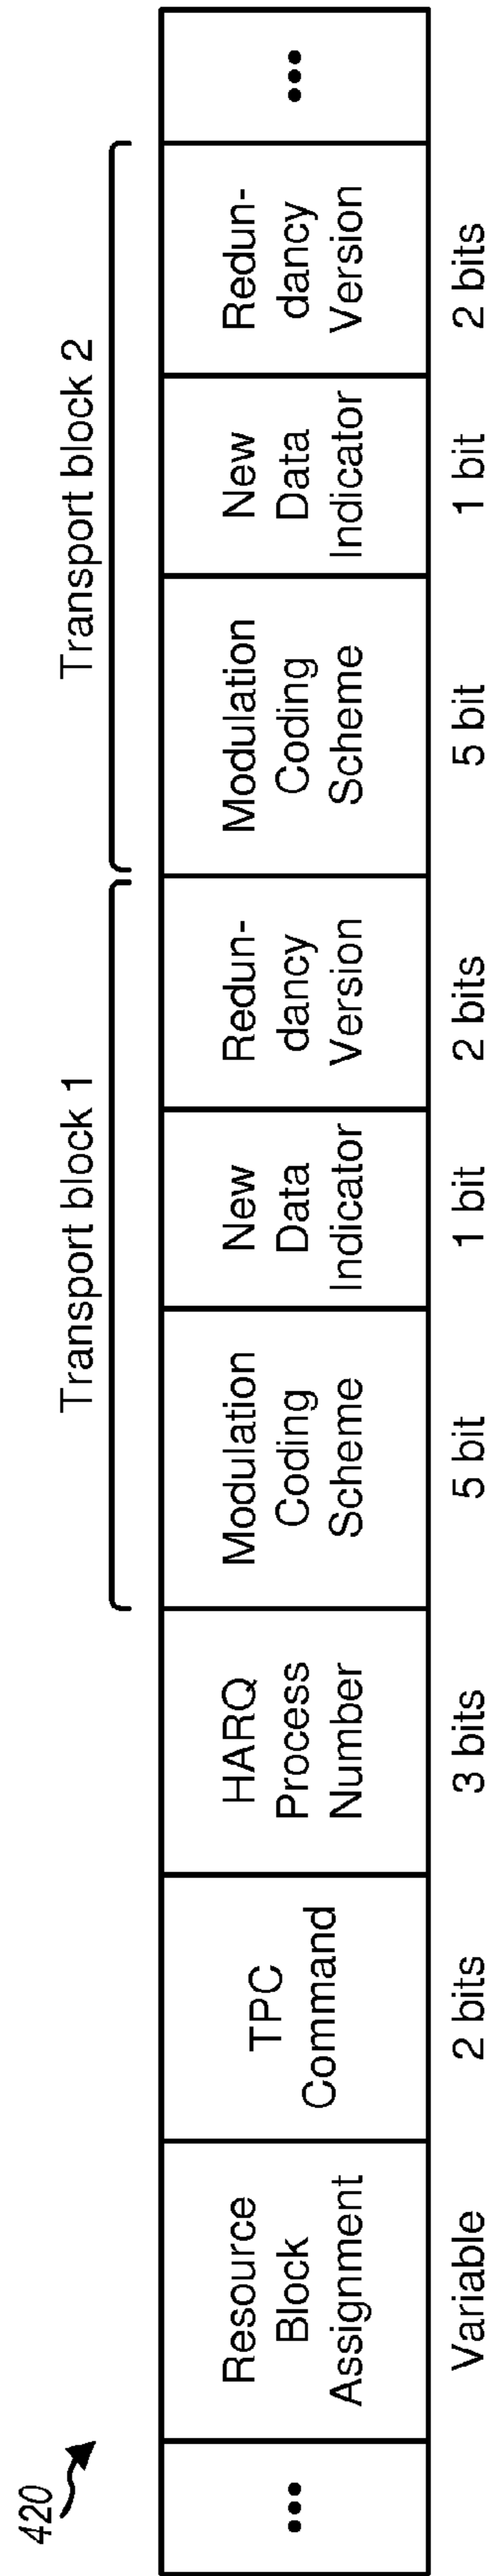 420
Transport block 1
Transport block 2
•••
Resource
Block
Assignment
TPC
Command
HARQ
Process
Number
Modulation
Coding
Scheme
New
Data
Indicator
Redun-
dancy
Version
Modulation
Coding
Scheme
New
Data
Indicator
Redun-
dancy
Version
•••
Variable
2 bits
3 bits
5 bit
1 bit
2 bits
5 bit
1 bit
2 bits